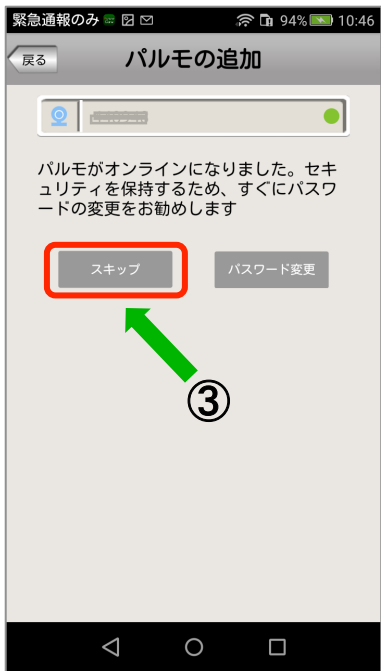 緊急通報のみ 94% 10:46
戻る パルモの追加
パルモがオンラインになりました。セキ
ュリティを保持するため、すぐにパスワ
ードの変更をお勧めします
スキップ パスワード変更
③